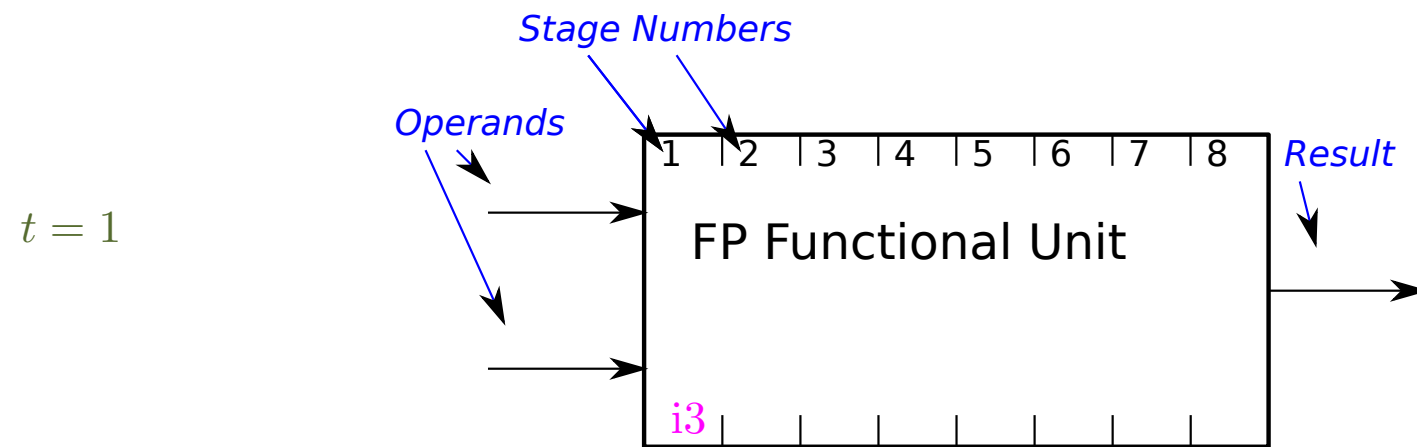 Stage Numbers
Operands
1 2 3 4 5 6 7 8
Result
t = 1
FP Functional Unit
i3